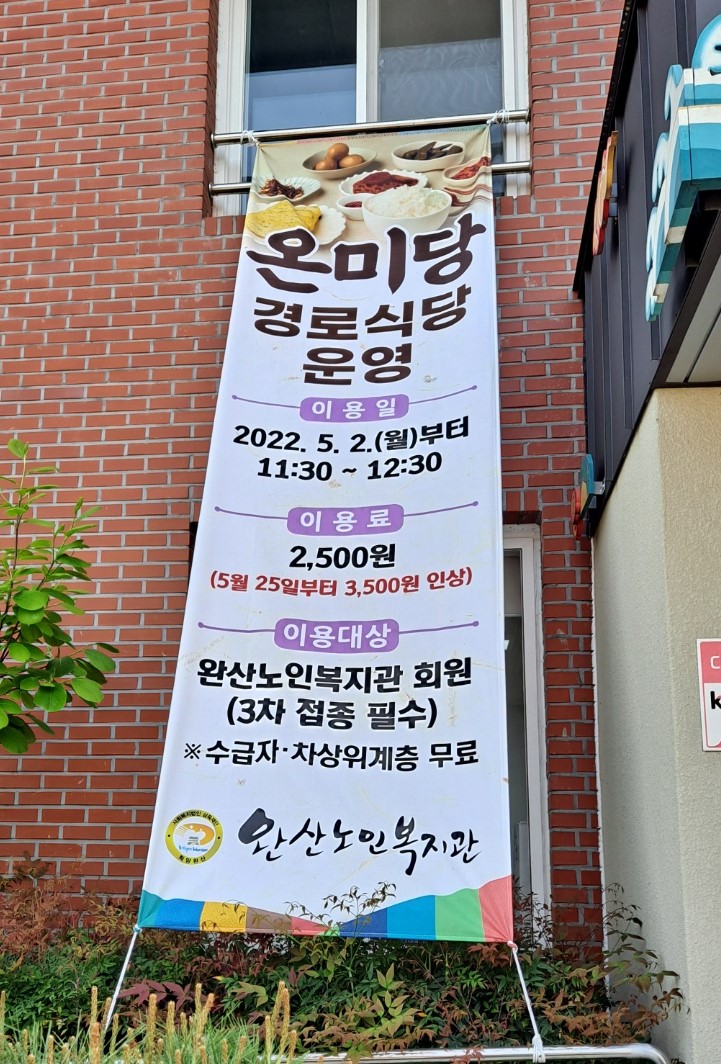 온미당
경로식당
운영
이용일
2022. 5. 2.(월)부터
11:30 ~ 12:30
이용료
2,500원
(5월 25일부터 3,500원 인상)
이용대상
완산노인복지관 회원
(3차 접종 필수)
※수급자·차상위계층 무료
완산노인복지관